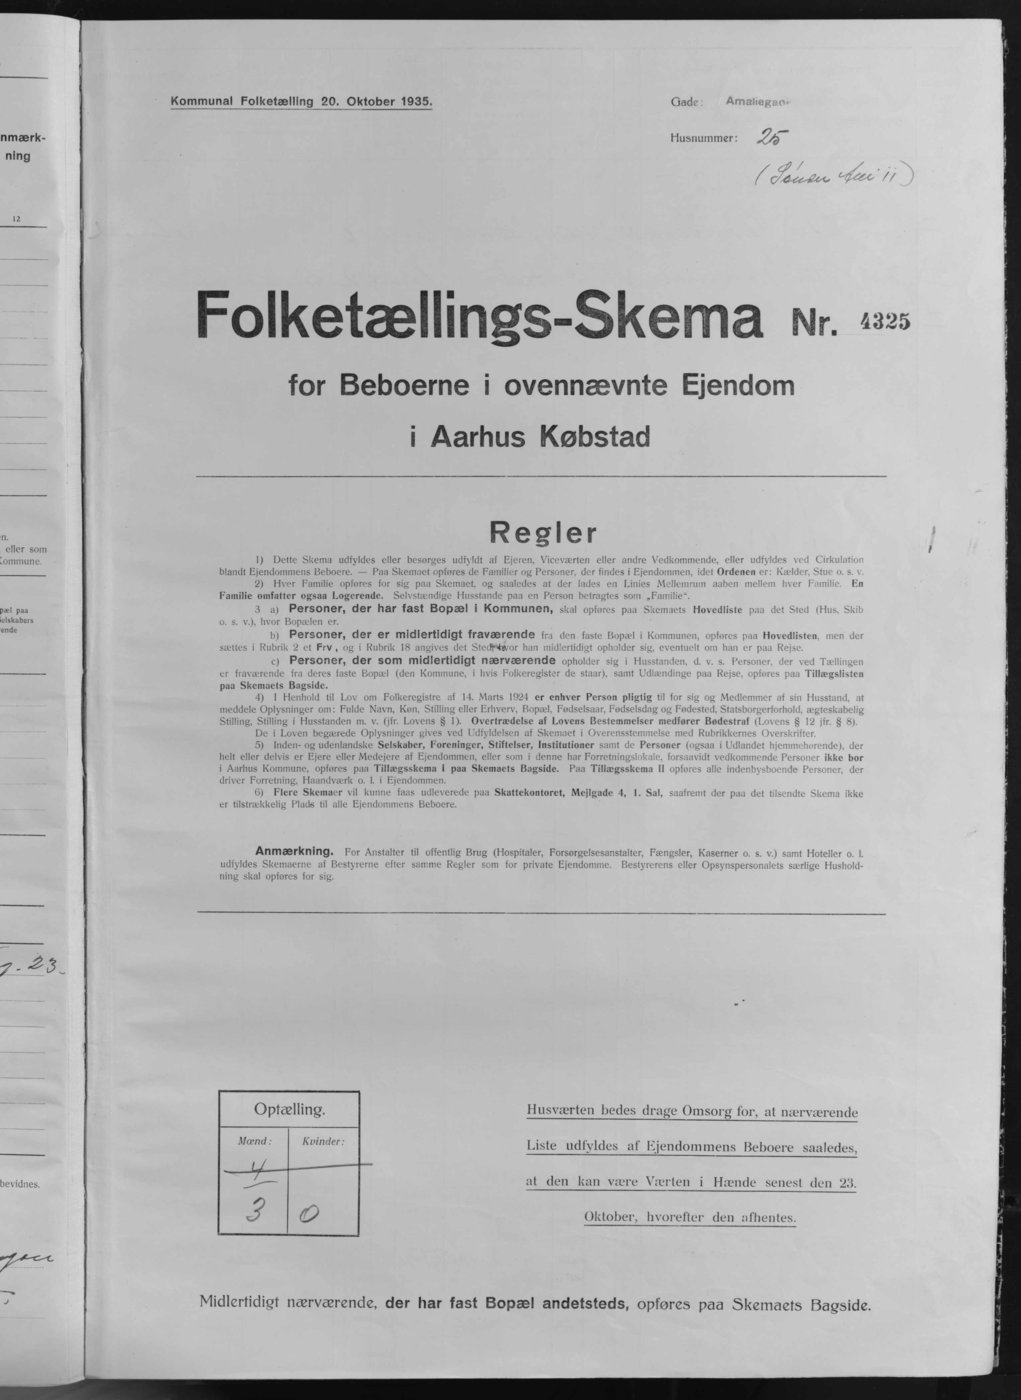 nmærk-
ning
12
n.
eller som
Commune.
pæl paa
Selskabers
ende
23.
bevidnes.
Kommunal Folketælling 20. Oktober 1935.
Gade: Amaliegade
Husnummer: 25
Folketællings-Skema Nr. 4325
for Beboerne i ovennævnte Ejendom
i Aarhus Købstad
Regler
1) Dette Skema udfyldes eller besørges udfyldt af Ejeren, Viceværten eller andre Vedkommende, eller udfyldes ved Cirkulation
blandt Ejendommens Beboere. — Paa Skemaet opføres de Familier og Personer, der findes i Ejendommen, idet Ordenen er: Kælder, Stue o. s. v.
2) Hver Familie opføres for sig paa Skemaet, og saaledes at der lades en Linies Mellemrum aaben mellem hver Familie. En
Familie omfatter ogsaa Logerende. Selvstændige Husstande paa en Person betragtes som „Familie“.
3 a) Personer, der har fast Bopæl i Kommunen, skal opføres paa Skemaets Hovedliste paa det Sted (Hus, Skib
o. s. v.), hvor Bopælen er.
b) Personer, der er midlertidigt fraværende fra den faste Bopæl i Kommunen, opføres paa Hovedlisten, men der
sættes i Rubrik 2 et Frv., og i Rubrik 18 angives det Sted, hvor han midlertidigt opholder sig, eventuelt om han er paa Rejse.
c) Personer, der som midlertidigt nærværende opholder sig i Husstanden, d. v. s. Personer, der ved Tællingen
er fraværende fra deres faste Bopæl (den Kommune, i hvis Folkeregister de staar), samt Udlændinge paa Rejse, opføres paa Tillægslisten
paa Skemaets Bagside.
4) I Henhold til Lov om Folkeregistre af 14. Marts 1924 er enhver Person pligtig til for sig og Medlemmer af sin Husstand, at
meddele Oplysninger om: Fulde Navn, Køn, Stilling eller Erhverv, Bopæl, Fødselsaar, Fødselsdag og Fødested, Statsborgerforhold, ægteskabelig
Stilling, Stilling i Husstanden m. v. (jfr. Lovens § 1). Overtrædelse af Lovens Bestemmelser medfører Bødestraf (Lovens § 12 jfr. § 8).
De i Loven begærede Oplysninger gives ved Udfyldelsen af Skemaet i Overensstemmelse med Rubrikkernes Overskrifter.
5) Inden- og udenlandske Selskaber, Foreninger, Stiftelser, Institutioner samt de Personer (ogsaa i Udlandet hjemmehørende), der
helt eller delvis er Ejere eller Medejere af Ejendommen, eller som i denne har Forretningslokale, forsaavidt vedkommende Personer ikke bor
i Aarhus Kommune, opføres paa Tillægsskema I paa Skemaets Bagside. Paa Tillægsskema II opføres alle indenbysboende Personer, der
driver Forretning, Haandværk o. l. i Ejendommen.
6) Flere Skemaer vil kunne faas udleverede paa Skattekontoret, Mejlgade 4, 1. Sal, saafremt der paa det tilsendte Skema ikke
er tilstrækkelig Plads til alle Ejendommens Beboere.
Anmærkning. For Anstalter til offentlig Brug (Hospitaler, Forsørgelsesanstalter, Fængsler, Kaserner o. s. v.) samt Hoteller o. l.
udfyldes Skemaerne af Bestyrerne efter samme Regler som for private Ejendomme. Bestyrerens eller Opsynspersonalets særlige Hushold-
ning skal opføres for sig.
Optælling.
Mænd: Kvinder:
4
3 0
Husværten bedes drage Omsorg for, at nærværende
Liste udfyldes af Ejendommens Beboere saaledes,
at den kan være Værten i Hænde senest den 23.
Oktober, hvorefter den afhentes.
Midlertidigt nærværende, der har fast Bopæl andetsteds, opføres paa Skemaets Bagside.